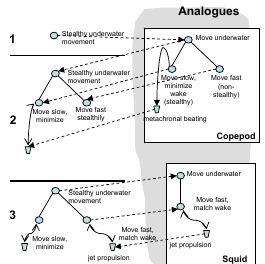 Analogues
1
Stealthy underwater
movement
Move underwater
Stealthy underwater
movement
Move slow,
minimize
wake
(stealthy)
Move fast
(non-
stealthy)
Move slow,
minimize
Move fast
stealthily
2
metachronal beating
Copepod
3
Stealthy underwater
movement
Move underwater
Move fast,
match wake
Move slow,
minimize
Move fast,
match wake
jet propulsion
jet propulsion
Squid